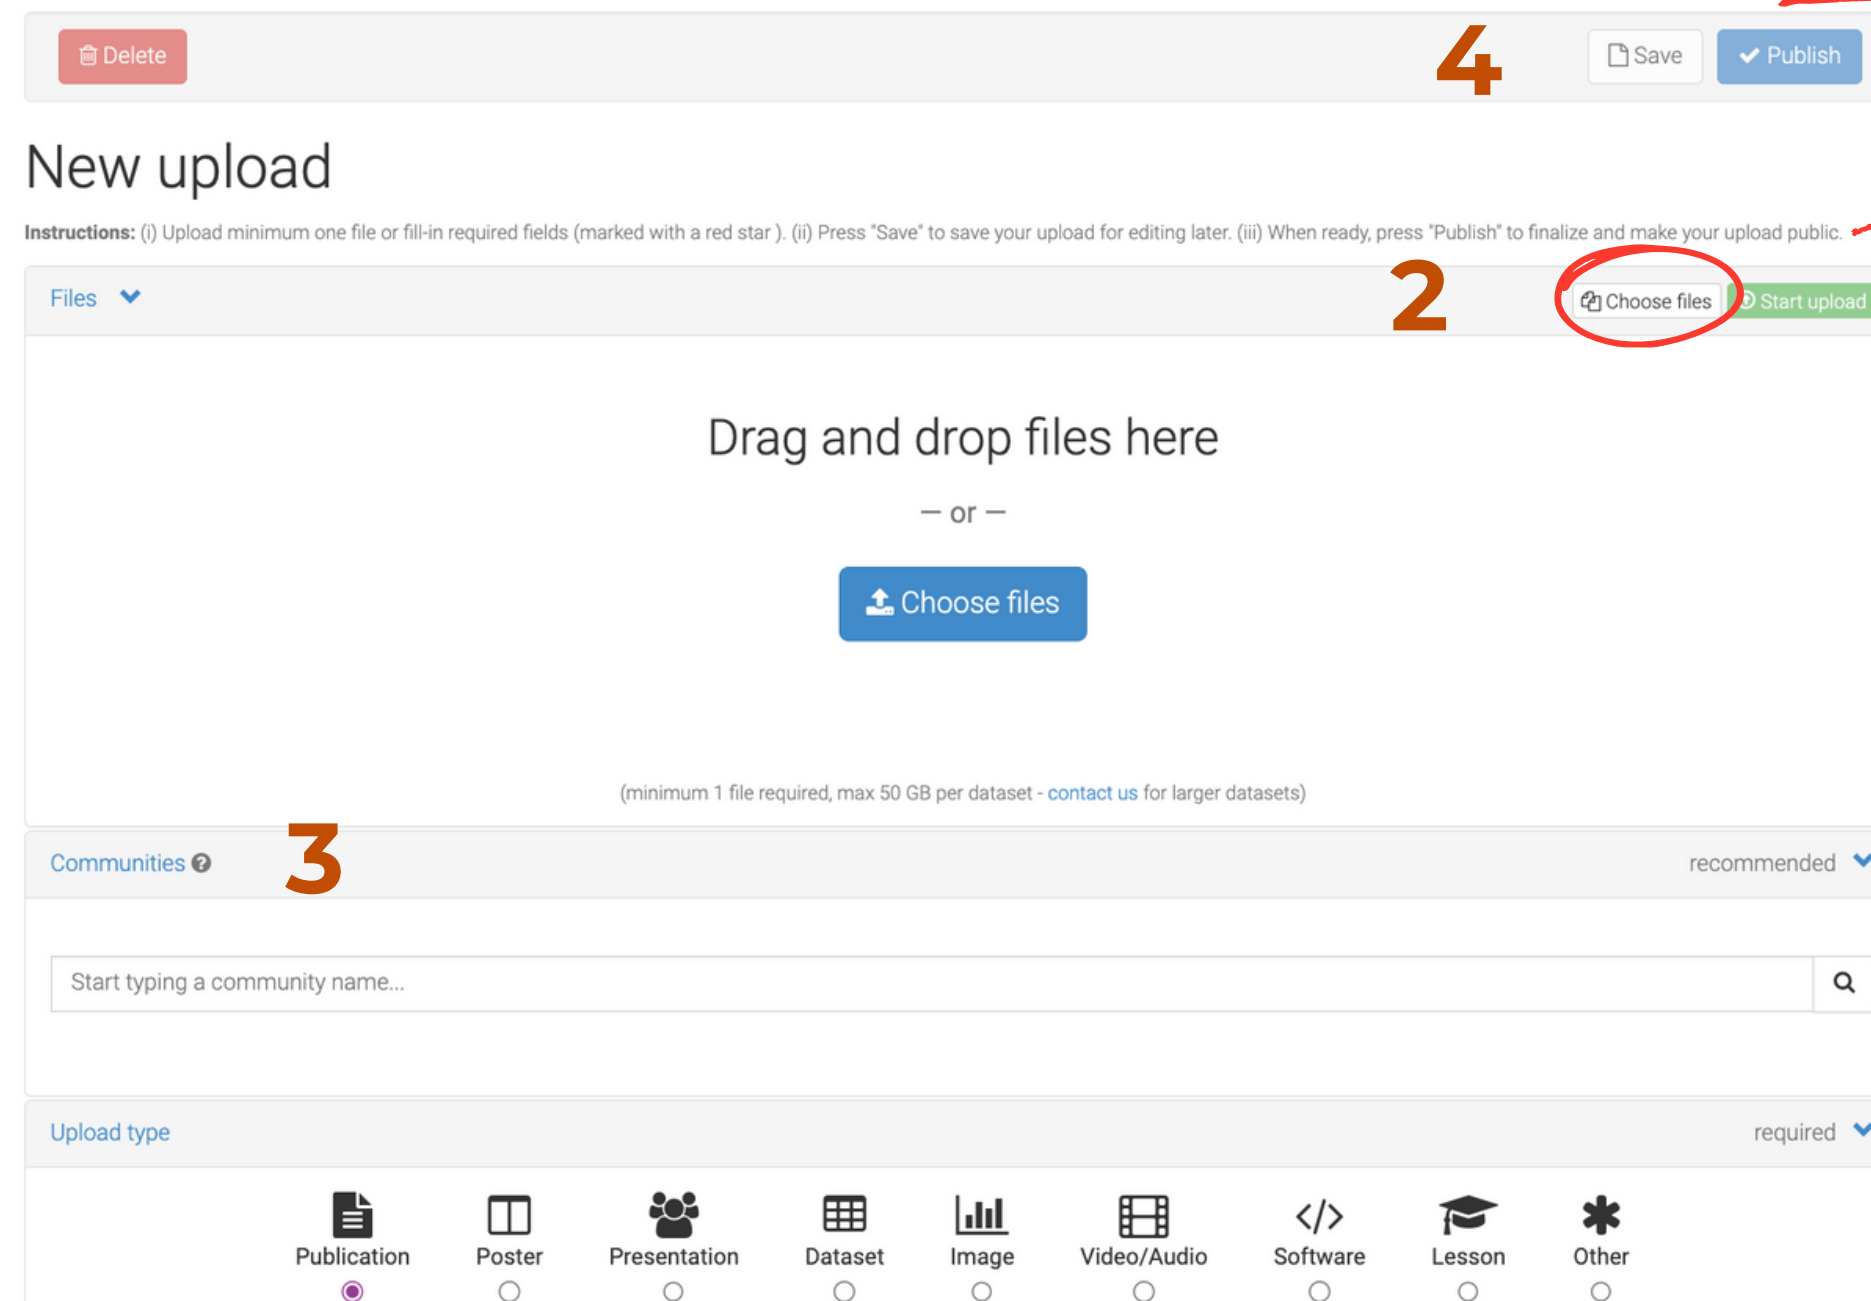 Delete 4 Save Publish
New upload
Instructions: (i) Upload minimum one file or fill-in required fields (marked with a red star ). (ii) Press "Save" to save your upload for editing later. (iii) When ready, press "Publish" to finalize and make your upload public.
Files 2 Choose files Start upload
Drag and drop files here
— or —
Choose files
(minimum 1 file required, max 50 GB per dataset - contact us for larger datasets)
Communities 3 recommended
Start typing a community name...
Upload type required
Publication Poster Presentation Dataset Image Video/Audio Software Lesson Other